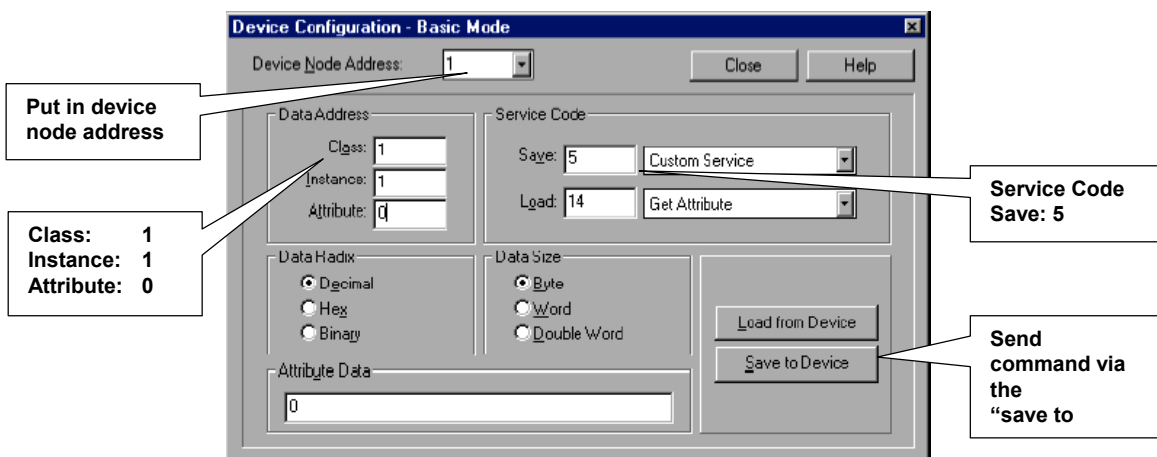 Device Configuration - Basic Mode
Device Node Address: 1
Close
Help
Put in device
node address
Data Address
Class: 1
Instance: 1
Attribute: 0
Service Code
Save: 5 Custom Service
Load: 14 Get Attribute
Service Code
Save: 5
Class: 1
Instance: 1
Attribute: 0
Data Radix
Decimal
Hex
Binary
Data Size
Byte
Word
Double Word
Load from Device
Save to Device
Attribute Data
0
Send
command via
the
“save to